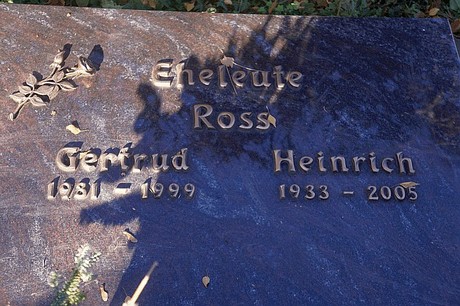 Eheleute
Ross
Gertrud Heinrich
1931 - 1999 1933 - 2005